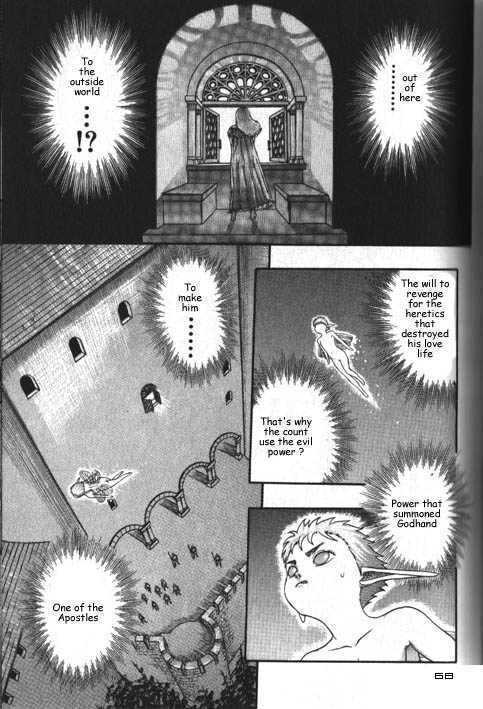 .........
out
of
here
To
the
outside
world
...
!?
The will to
revenge
for the
heretics
that
destroyed
his love
life
That's why
the count
use the evil
power ?
To
make
him
.....
Power that
summoned
Godhand
One of the
Apostles
68